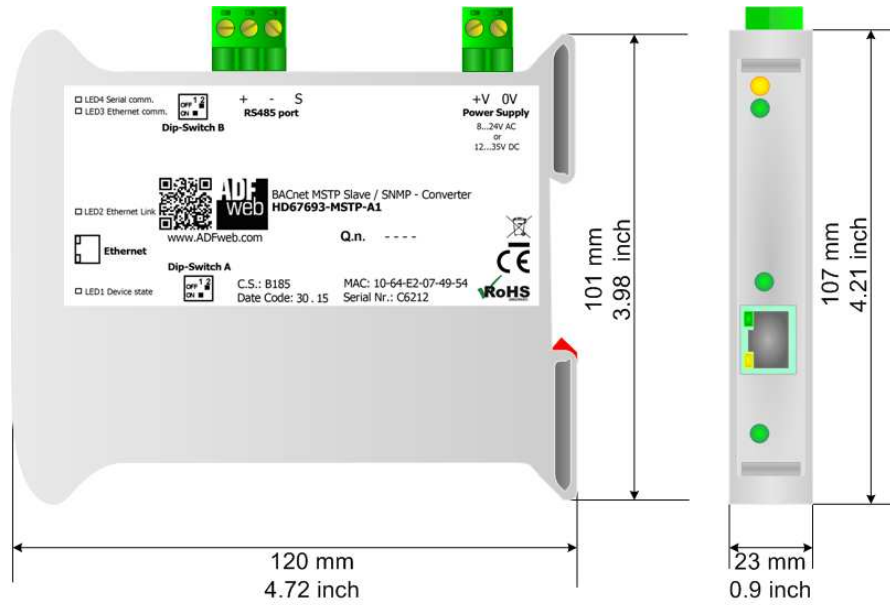 LED4 Serial comm.
LED3 Ethernet comm.
OFF 1 2
ON
Dip-Switch B
+ - S
RS485 port
+V 0V
Power Supply
8...24V AC
or
12...35V DC
LED2 Ethernet Link
ADF
web
www.ADFweb.com
BACnet MSTP Slave / SNMP - Converter
HD67693-MSTP-A1
Q.n. - - - -
Ethernet
CE
LED1 Device state
Dip-Switch A
OFF 1 2
ON
C.S.: B185
Date Code: 30 . 15
MAC: 10-64-E2-07-49-54
Serial Nr.: C6212
RoHS
101 mm
3.98 inch
107 mm
4.21 inch
120 mm
4.72 inch
23 mm
0.9 inch